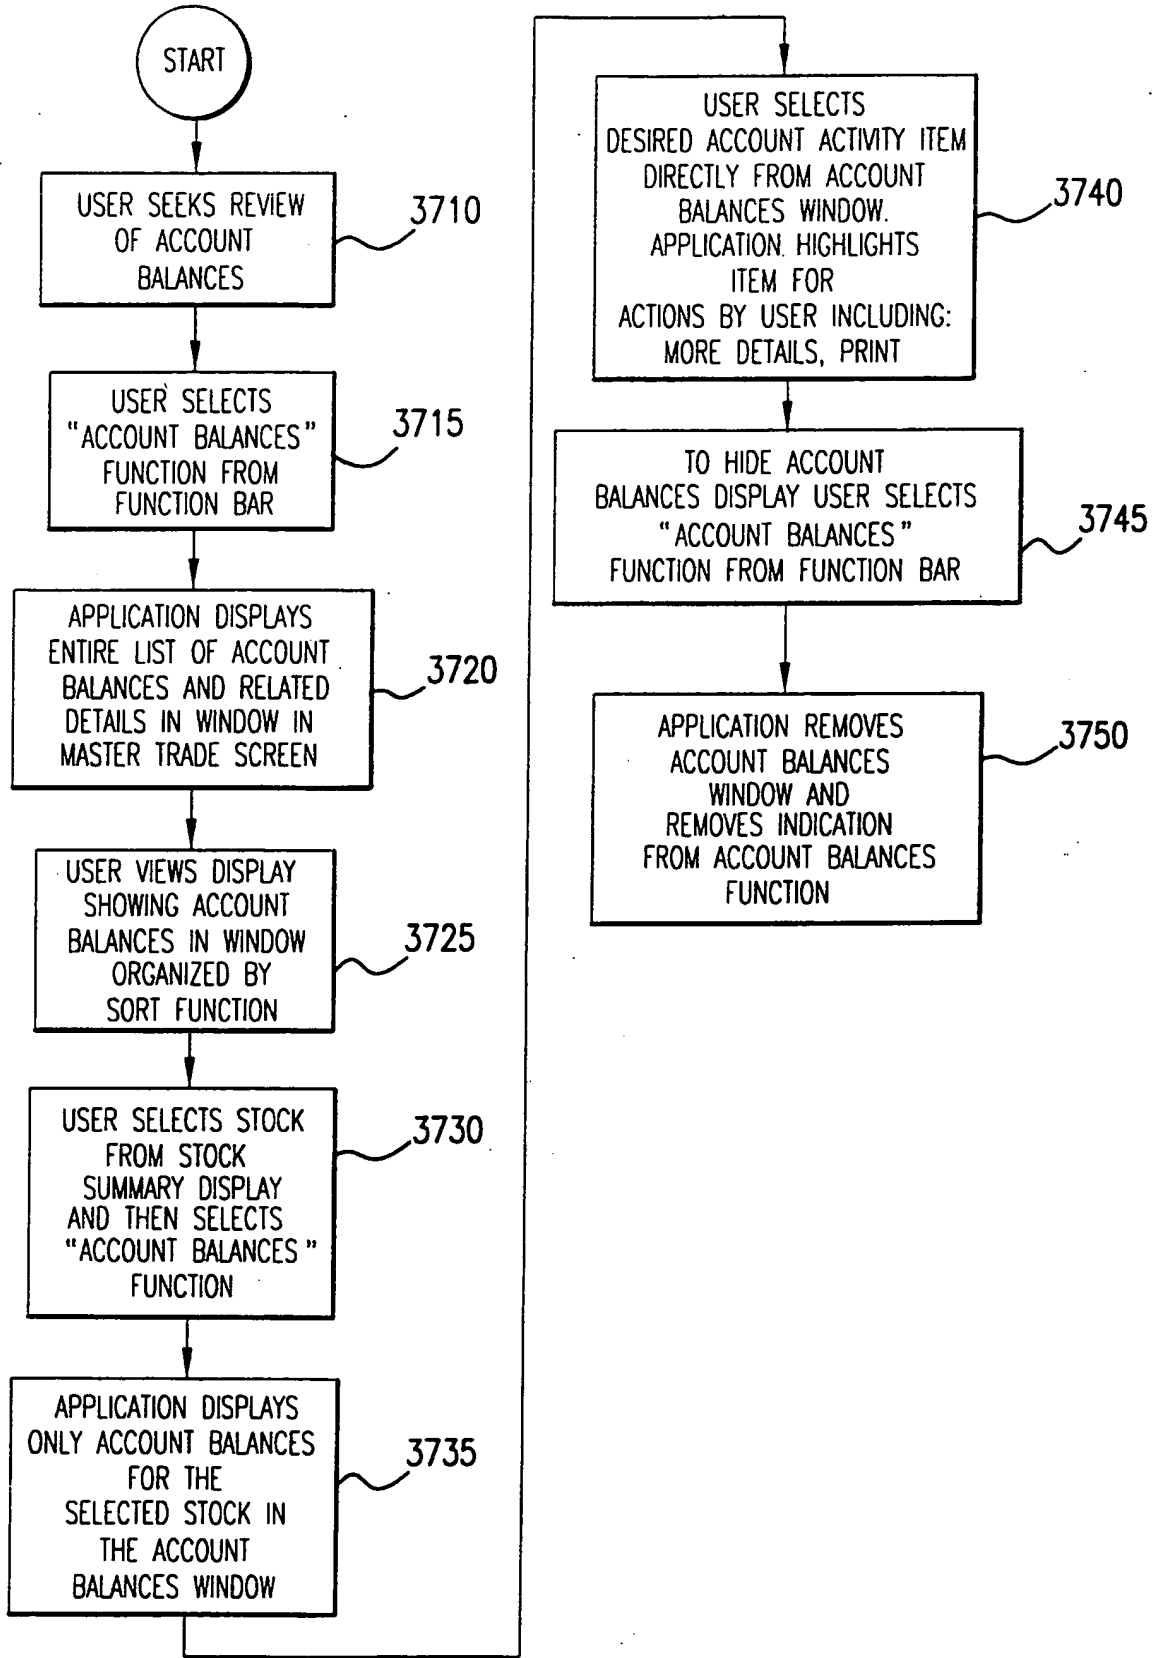 START
USER SEEKS REVIEW
OF ACCOUNT
BALANCES
3710
USER SELECTS
"ACCOUNT BALANCES"
FUNCTION FROM
FUNCTION BAR
3715
APPLICATION DISPLAYS
ENTIRE LIST OF ACCOUNT
BALANCES AND RELATED
DETAILS IN WINDOW IN
MASTER TRADE SCREEN
3720
USER VIEWS DISPLAY
SHOWING ACCOUNT
BALANCES IN WINDOW
ORGANIZED BY
SORT FUNCTION
3725
USER SELECTS STOCK
FROM STOCK
SUMMARY DISPLAY
AND THEN SELECTS
"ACCOUNT BALANCES"
FUNCTION
3730
APPLICATION DISPLAYS
ONLY ACCOUNT BALANCES
FOR THE
SELECTED STOCK IN
THE ACCOUNT
BALANCES WINDOW
3735
USER SELECTS
DESIRED ACCOUNT ACTIVITY ITEM
DIRECTLY FROM ACCOUNT
BALANCES WINDOW.
APPLICATION. HIGHLIGHTS
ITEM FOR
ACTIONS BY USER INCLUDING:
MORE DETAILS, PRINT
3740
TO HIDE ACCOUNT
BALANCES DISPLAY USER SELECTS
"ACCOUNT BALANCES"
FUNCTION FROM FUNCTION BAR
3745
APPLICATION REMOVES
ACCOUNT BALANCES
WINDOW AND
REMOVES INDICATION
FROM ACCOUNT BALANCES
FUNCTION
3750